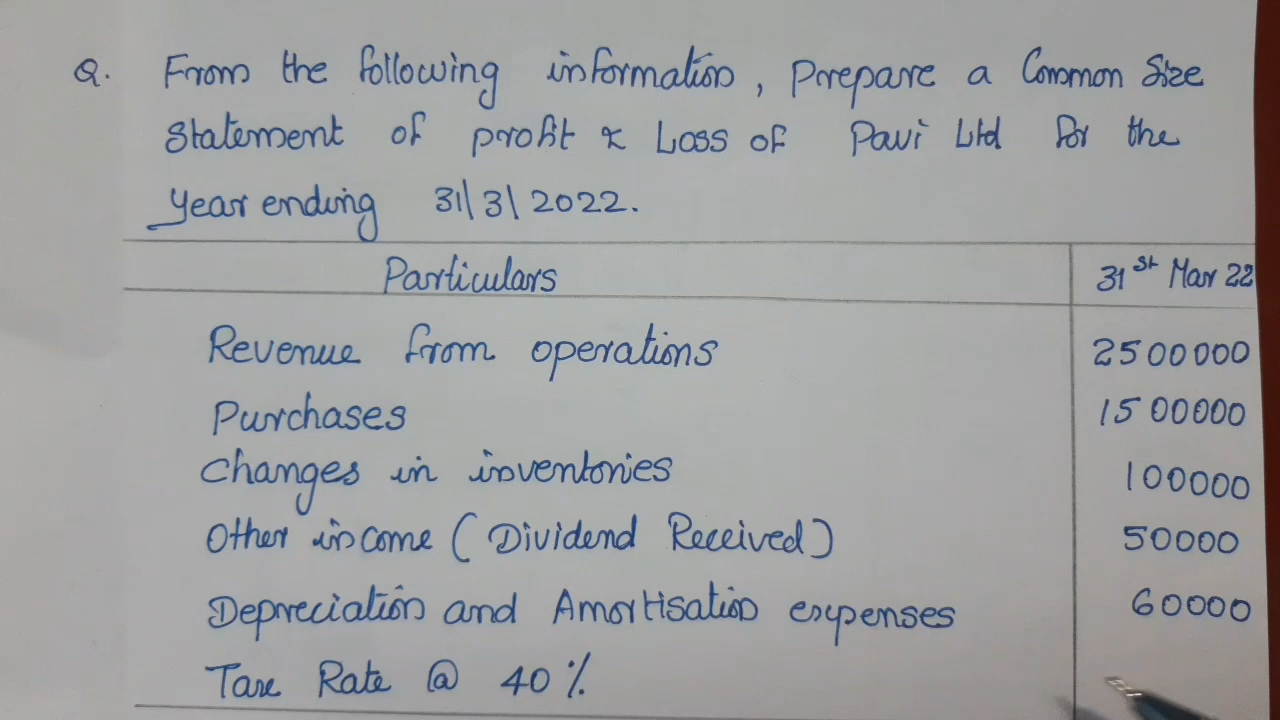 Q. From the following information, Prepare a Common Size
Statement of profit & Loss of Pavi Ltd for the
Year ending 31/3/2022.
Particulars 31st Mar 22
Revenue from operations 2500000
Purchases 1500000
Changes in inventories 100000
Other income (Dividend Received) 50000
Depreciation and Amortisation expenses 60000
Tax Rate @ 40%